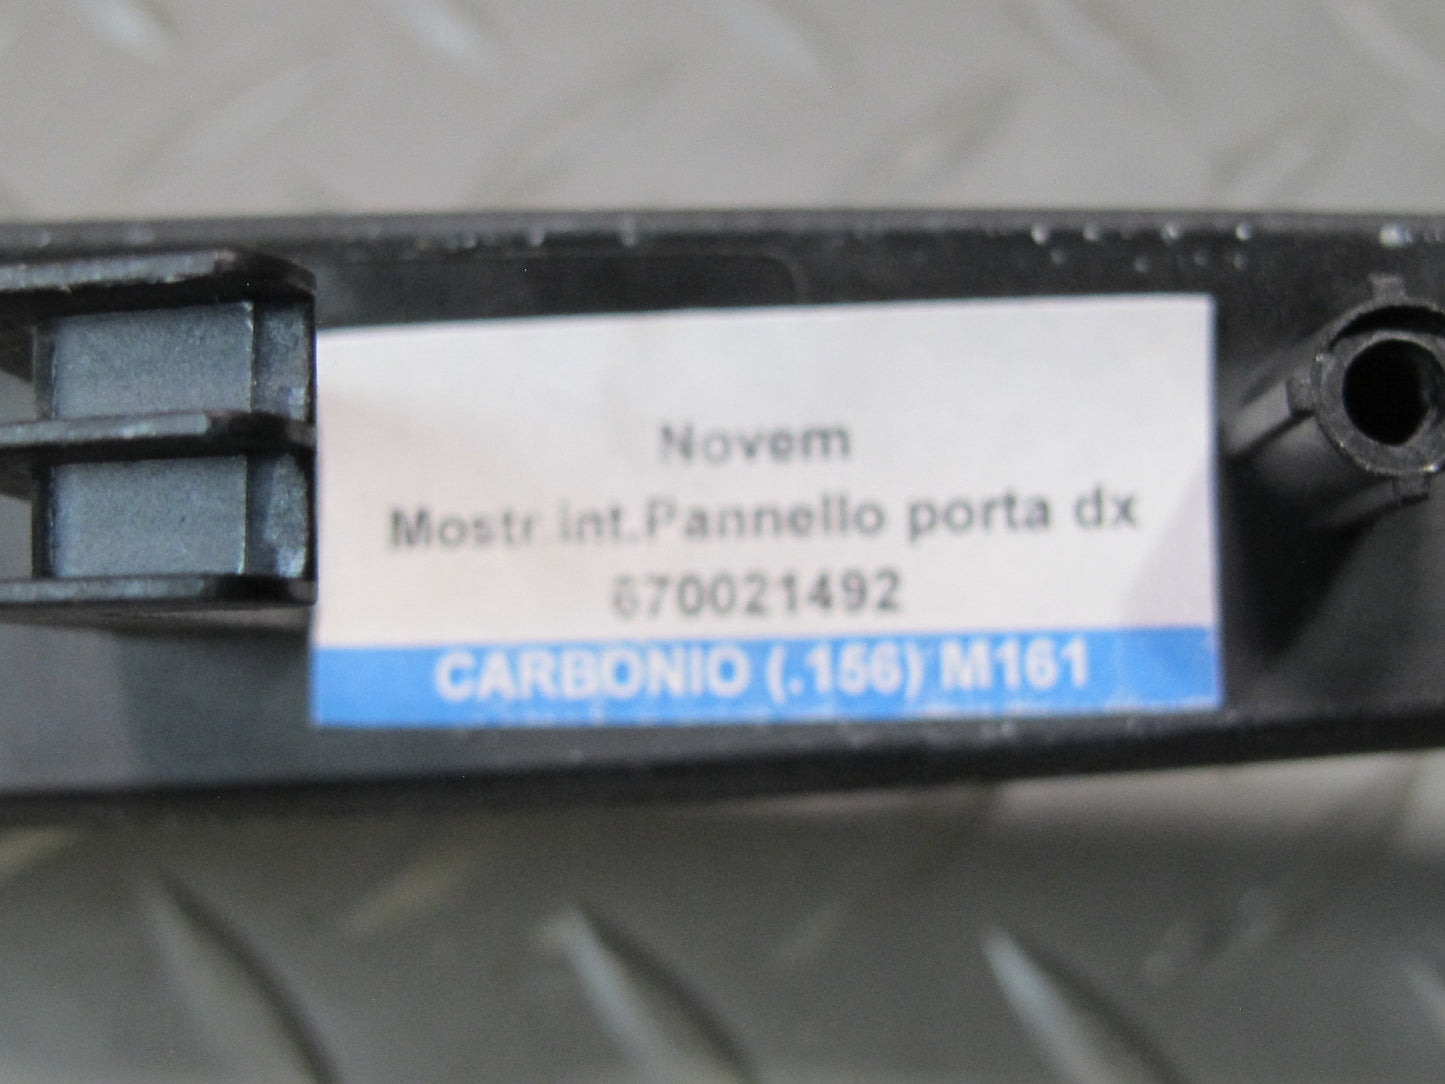 Novem
Mostr.int.Pannello porta dx
670021492
CARBONIO (.156) M161